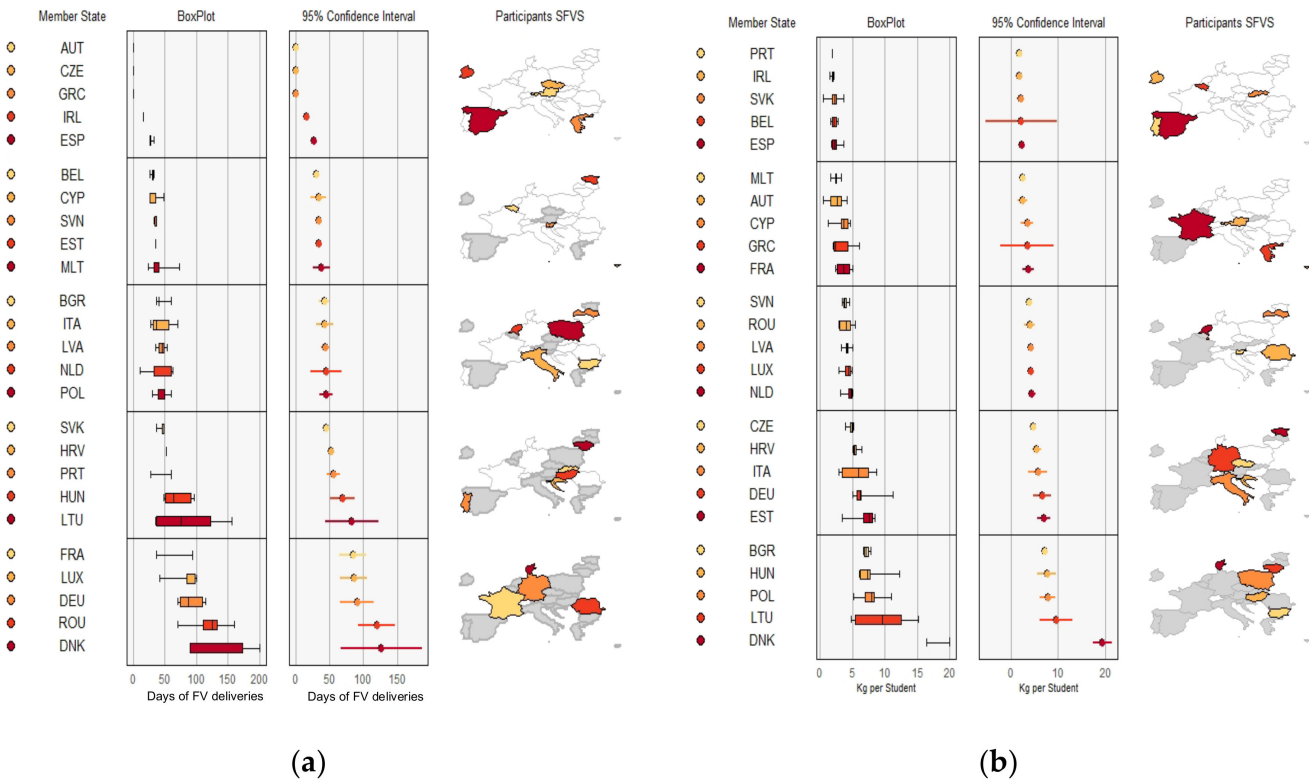 Member State BoxPlot 95% Confidence Interval Participants SFVS
AUT
CZE
GRC
IRL
ESP
BEL
CYP
SVN
EST
MLT
BGR
ITA
LVA
NLD
POL
SVK
HRV
PRT
HUN
LTU
FRA
LUX
DEU
ROU
DNK
0 50 100 150 200 0 50 100 150
Days of FV deliveries Days of FV deliveries
(a)
Member State BoxPlot 95% Confidence Interval Participants SFVS
PRT
IRL
SVK
BEL
ESP
MLT
AUT
CYP
GRC
FRA
SVN
ROU
LVA
LUX
NLD
CZE
HRV
ITA
DEU
EST
BGR
HUN
POL
LTU
DNK
0 5 10 15 20 0 10 20
Kg per Student Kg per Student
(b)